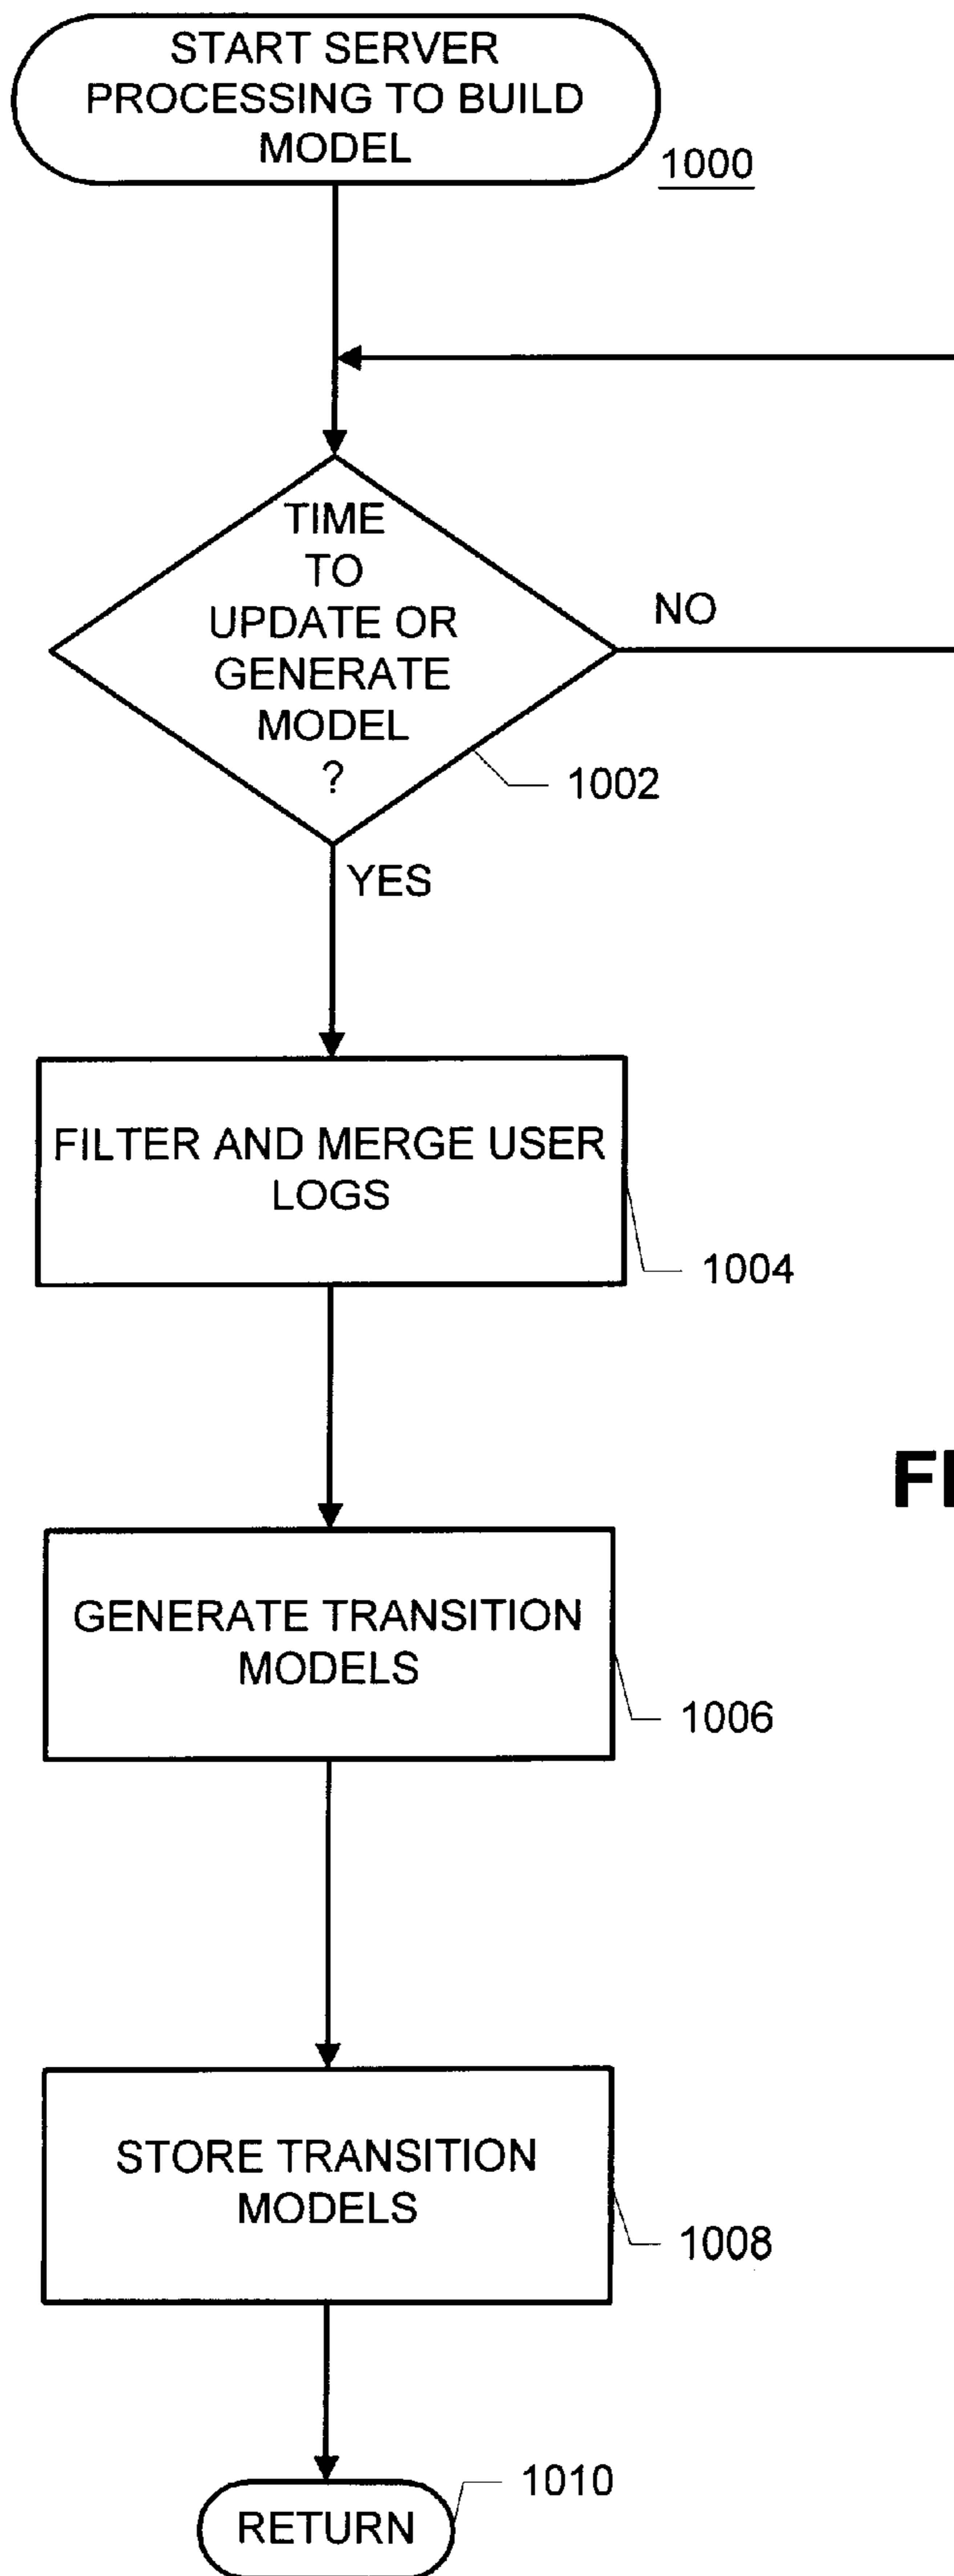 START SERVER
PROCESSING TO BUILD
MODEL
1000
TIME
TO
UPDATE OR
GENERATE
MODEL
?
NO
1002
YES
FILTER AND MERGE USER
LOGS
1004
GENERATE TRANSITION
MODELS
1006
STORE TRANSITION
MODELS
1008
1010
RETURN